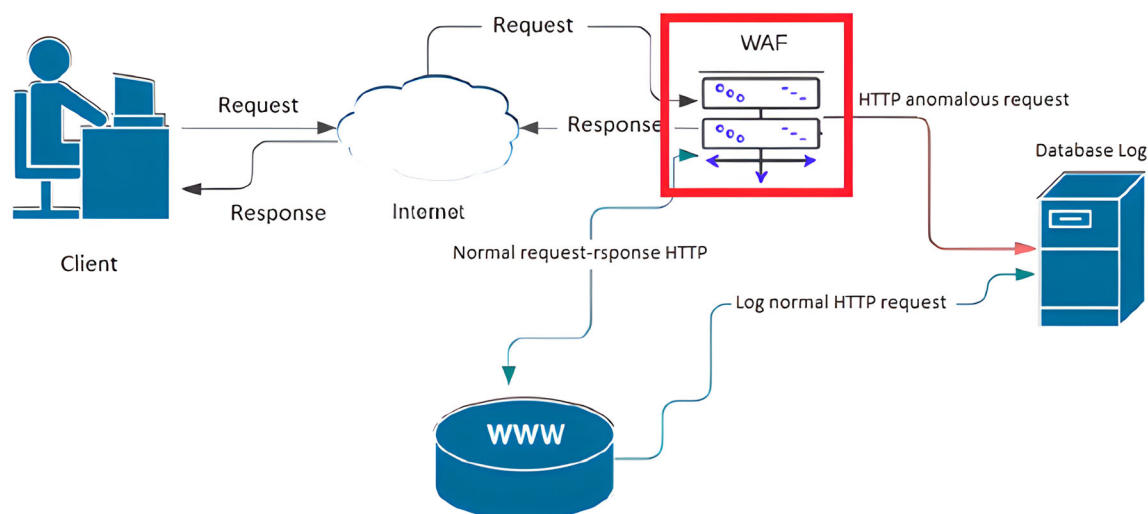 Request
WAF
Request
Response
HTTP anomalous request
Database Log
Response
Internet
Client
Normal request-rsponse HTTP
Log normal HTTP request
WWW